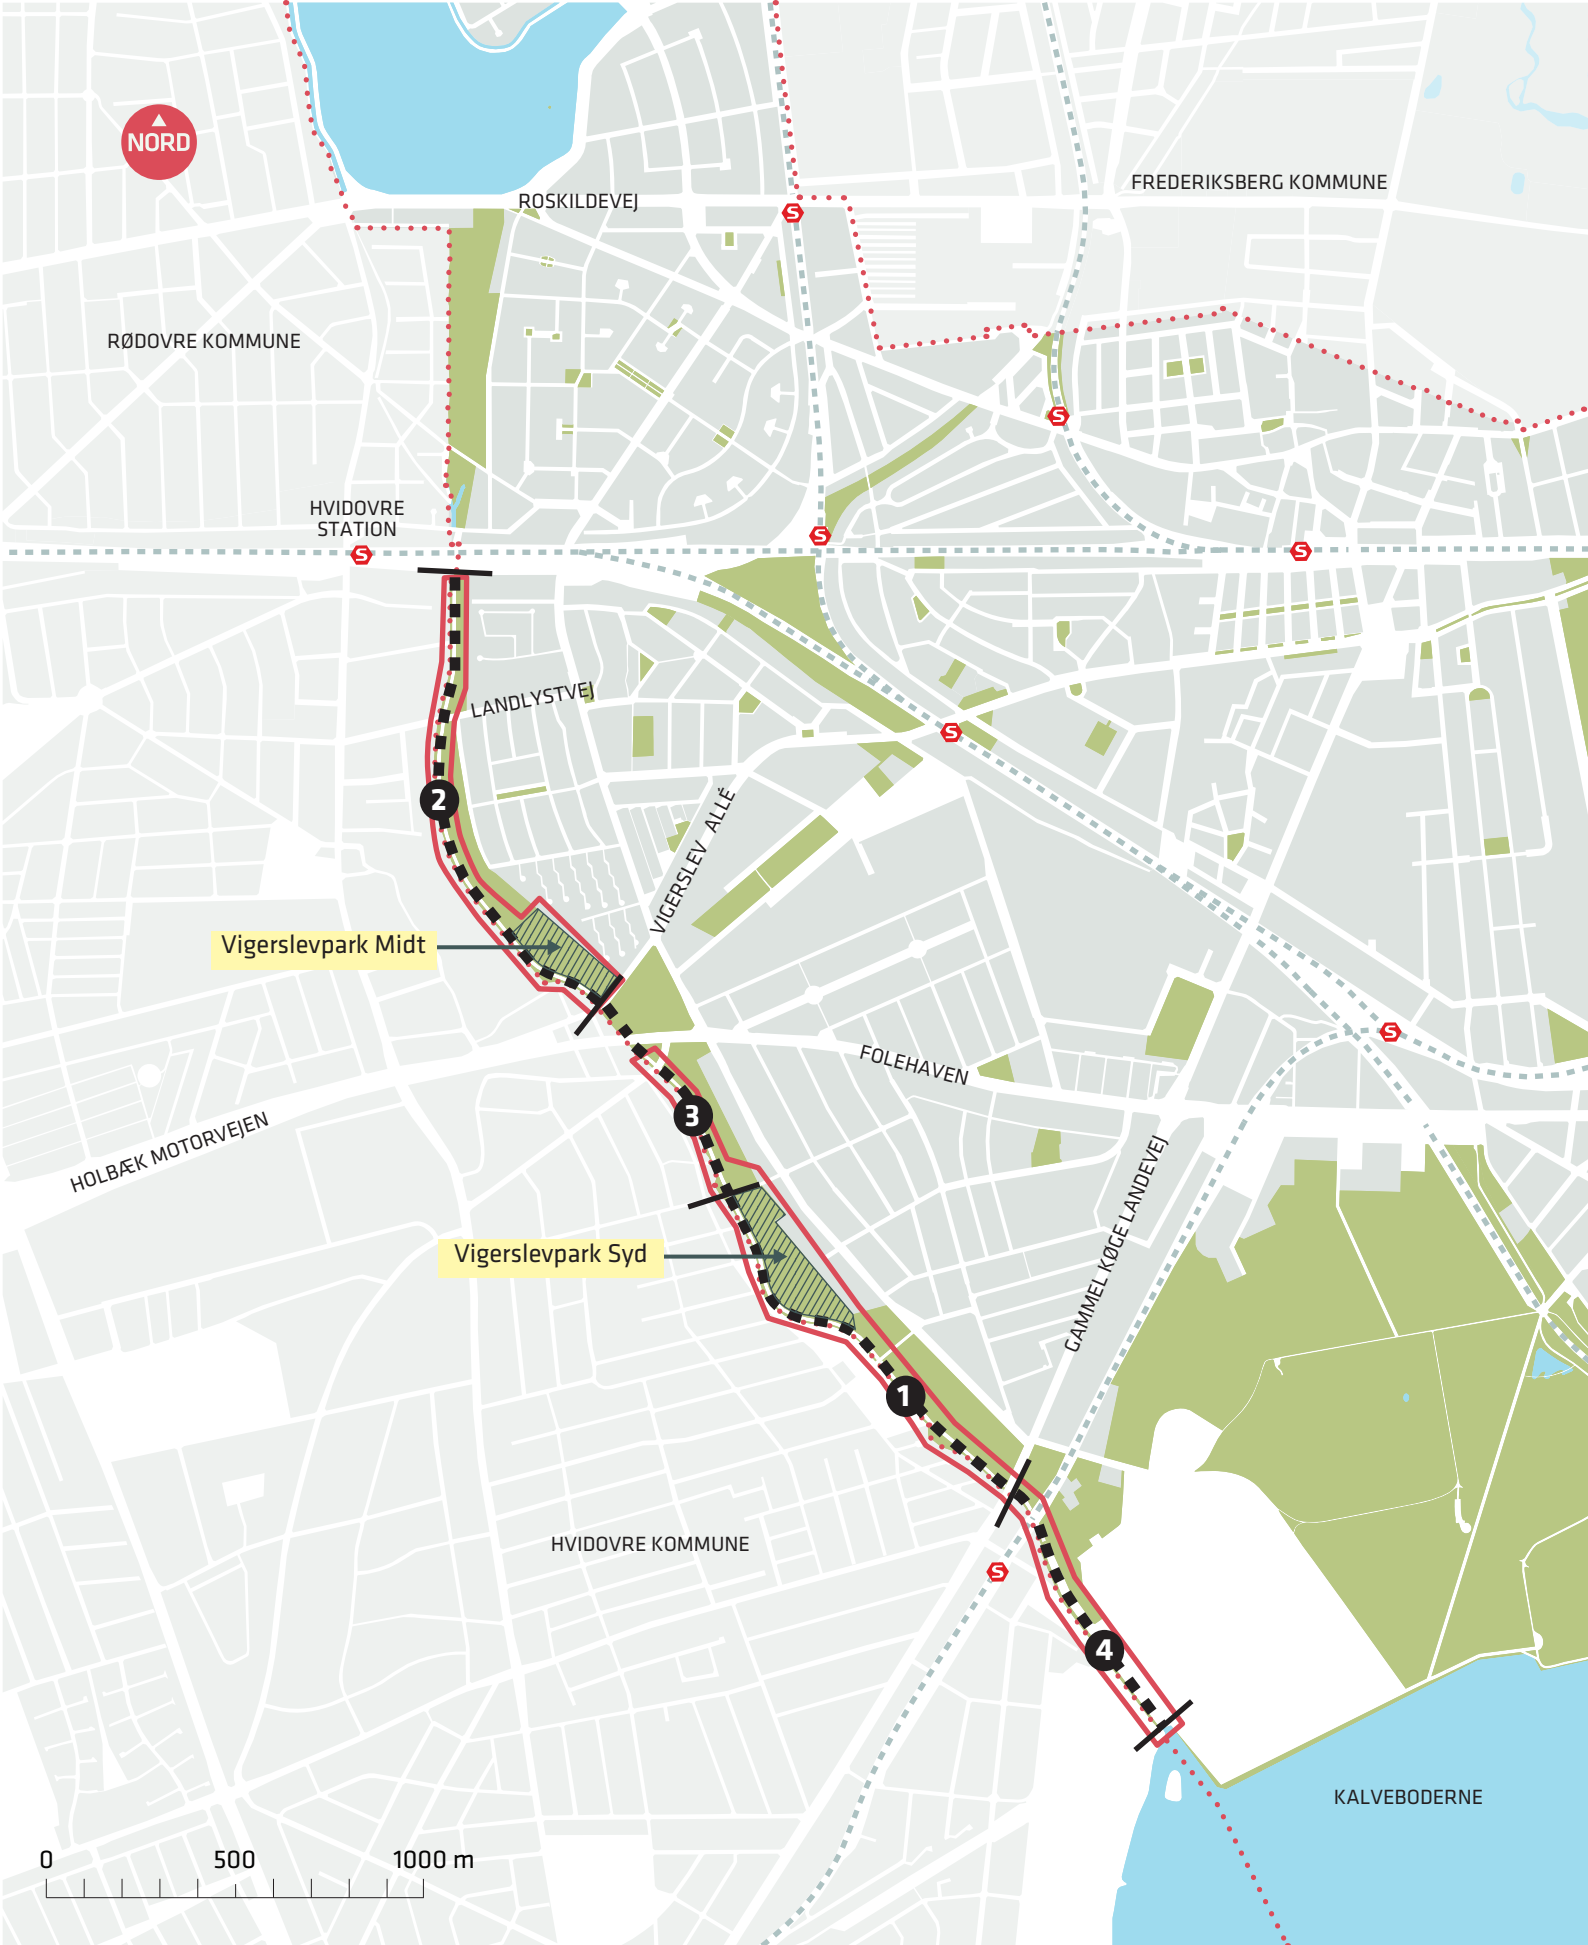 NORD
ROSKILDEVEJ
FREDERIKSBERG KOMMUNE
S
RØDOVRE KOMMUNE
S
HVIDOVRE
STATION
S
S
S
LANDLYSTVEJ
S
2
VIGERSLEV ALLÉ
Vigerslevpark Midt
S
FOLEHAVEN
3
HOLBÆK MOTORVEJEN
GAMMEL KØGE LANDEVEJ
Vigerslevpark Syd
1
HVIDOVRE KOMMUNE
S
4
KALVEBODERNE
0 500 1000 m